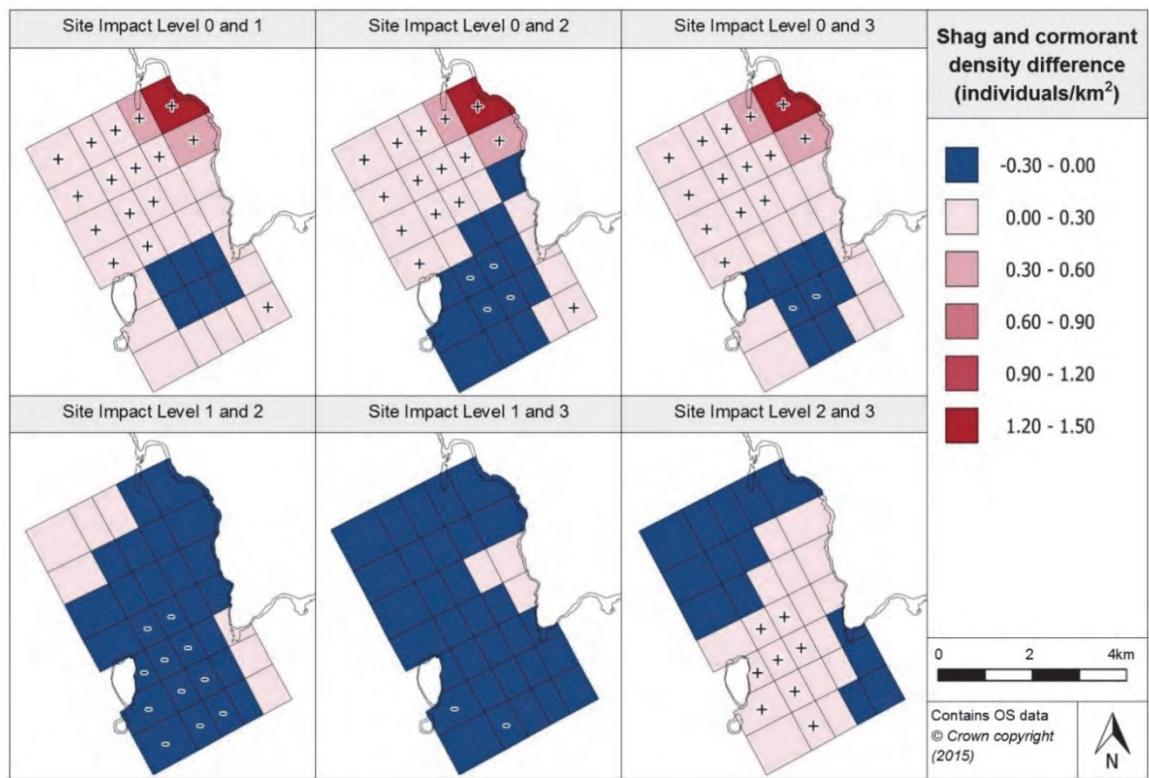 Site Impact Level 0 and 1
Site Impact Level 0 and 2
Site Impact Level 0 and 3
Site Impact Level 1 and 2
Site Impact Level 1 and 3
Site Impact Level 2 and 3
Shag and cormorant
density difference
(individuals/km²)
-0.30 - 0.00
0.00 - 0.30
0.30 - 0.60
0.60 - 0.90
0.90 - 1.20
1.20 - 1.50
0 2 4km
Contains OS data
© Crown copyright
(2015)
N